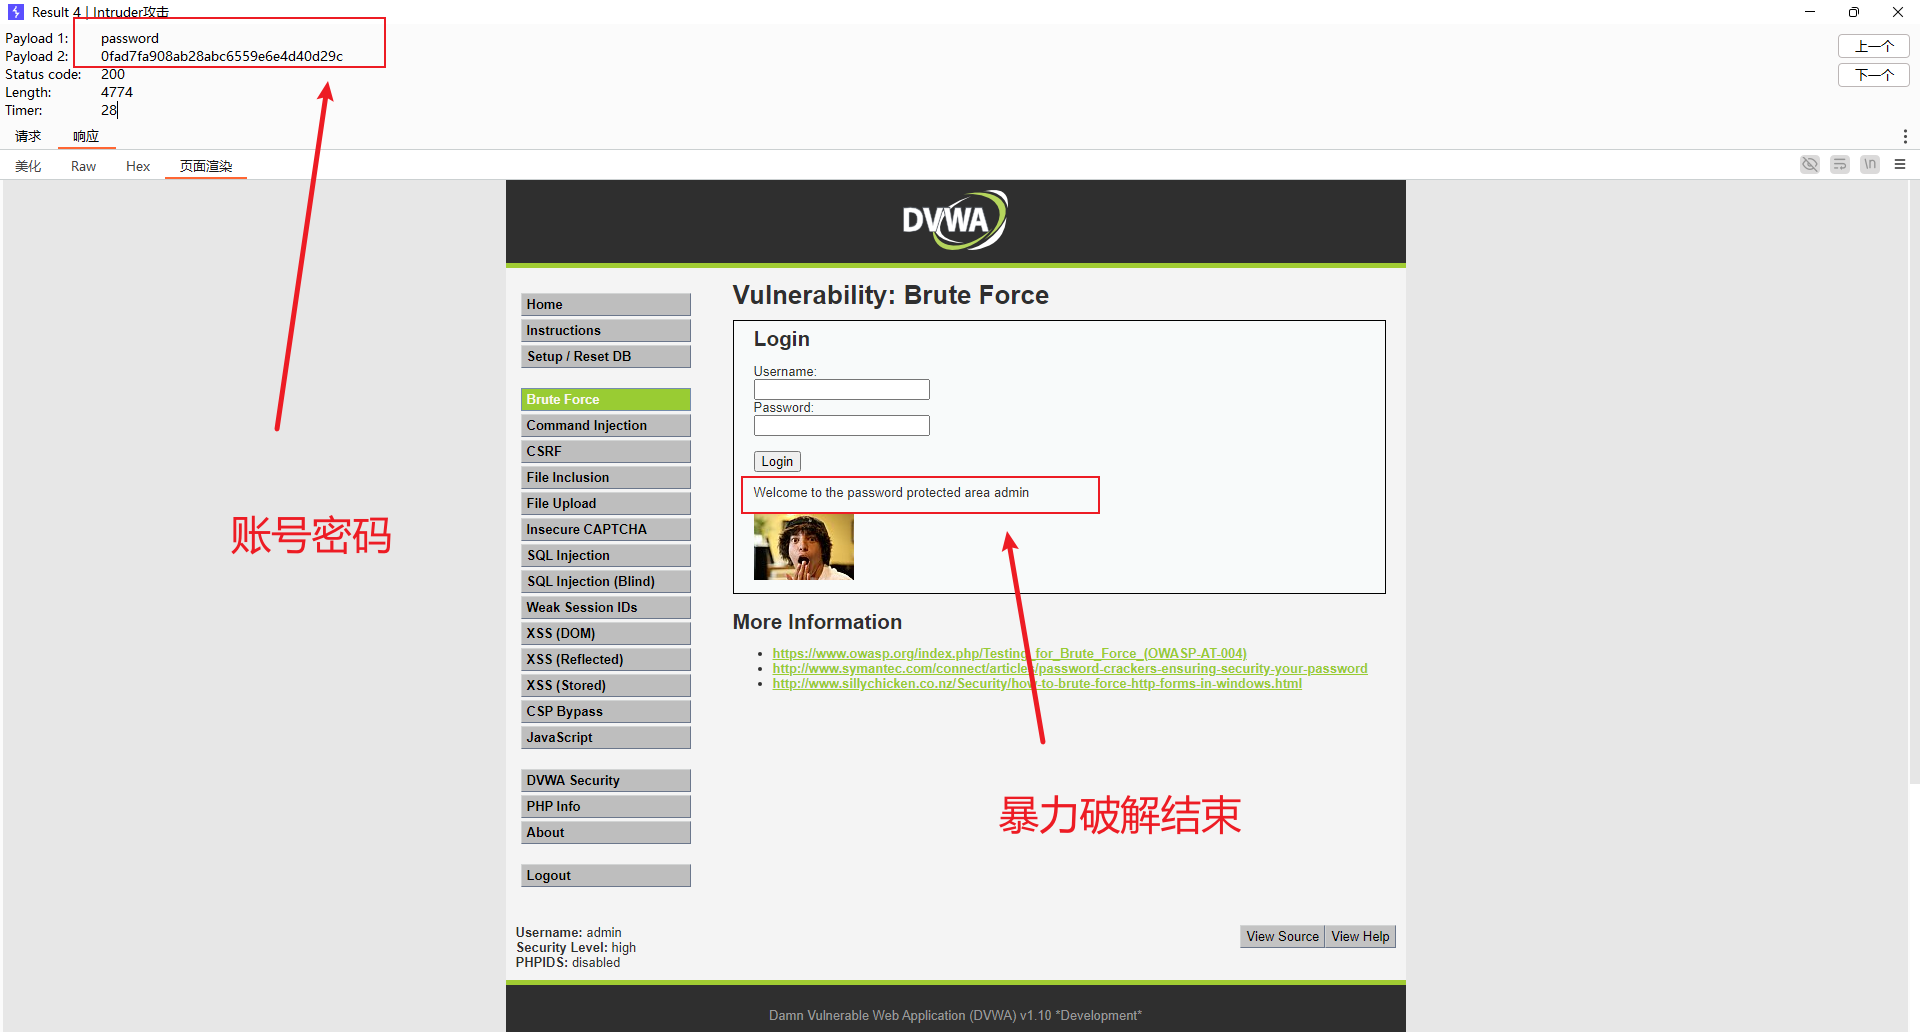 Result 4 | Intruder攻击
Payload 1: password
Payload 2: 0fad7fa908ab28abc6559e6e4d40d29c
Status code: 200
Length: 4774
Timer: 28
上一个
下一个
请求 响应
美化 Raw Hex 页面渲染
\n
DVWA
Home
Instructions
Setup / Reset DB
Brute Force
Command Injection
CSRF
File Inclusion
File Upload
Insecure CAPTCHA
SQL Injection
SQL Injection (Blind)
Weak Session IDs
XSS (DOM)
XSS (Reflected)
XSS (Stored)
CSP Bypass
JavaScript
DVWA Security
PHP Info
About
Logout
Vulnerability: Brute Force
Login
Username:
Password:
Login
Welcome to the password protected area admin
More Information
https://www.owasp.org/index.php/Testing_for_Brute_Force_(OWASP-AT-004)
http://www.symantec.com/connect/articles/password-crackers-ensuring-security-your-password
http://www.sillychicken.co.nz/Security/how-to-brute-force-http-forms-in-windows.html
账号密码
暴力破解结束
Username: admin
Security Level: high
PHPIDS: disabled
View Source View Help
Damn Vulnerable Web Application (DVWA) v1.10 *Development*